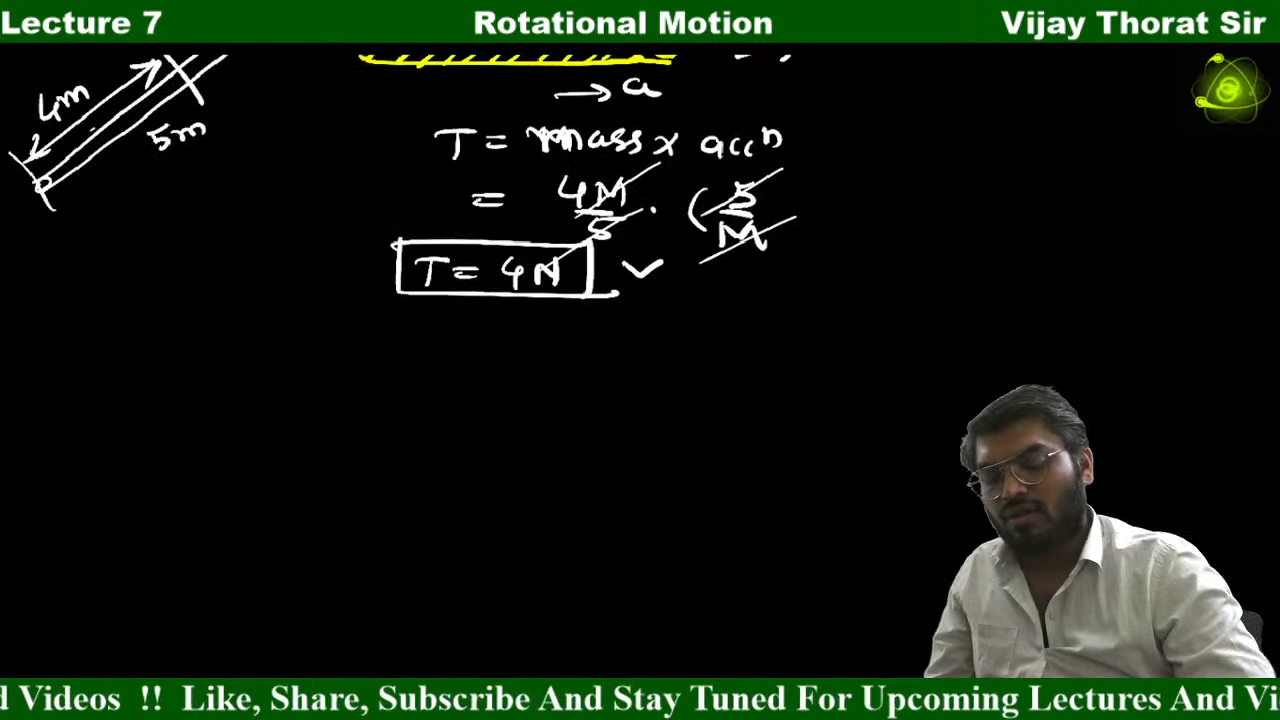 Lecture 7
Rotational Motion
Vijay Thorat Sir
4m
5m
→ a
T = mass x accⁿ
= 4M/5 . (5/M
T = 4N
d Videos !! Like, Share, Subscribe And Stay Tuned For Upcoming Lectures And Vi